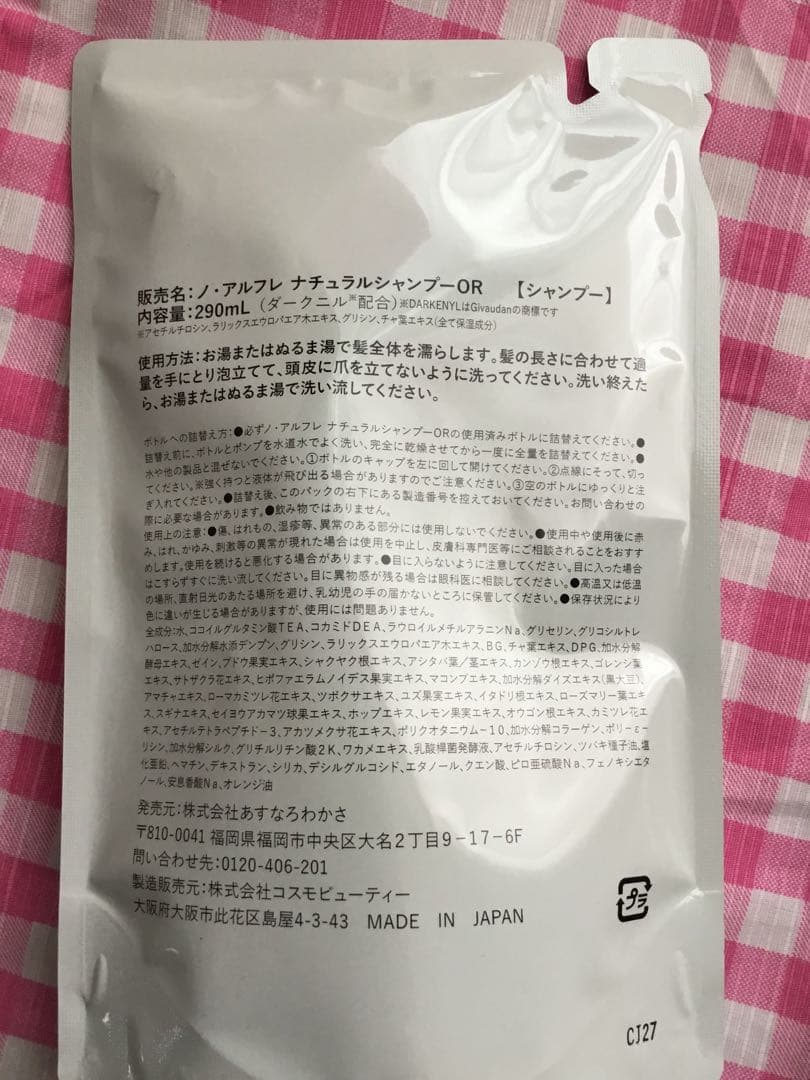 販売名:ノ・アルフレ ナチュラルシャンプーOR 【シャンプー】
内容量:290mL (ダークニル※配合)※DARKENYLはGivaudanの商標です
※アセチルチロシン、ラリックスエウロパエア木エキス、グリシン、チャ葉エキス(全て保湿成分)
使用方法:お湯またはぬるま湯で髪全体を濡らします。髪の長さに合わせて適
量を手にとり泡立てて、頭皮に爪を立てないように洗ってください。洗い終えた
ら、お湯またはぬるま湯で洗い流してください。
ボトルへの詰替え方:●必ずノ・アルフレ ナチュラルシャンプーORの使用済みボトルに詰替えてください。●
詰替え前に、ボトルとポンプを水道水でよく洗い、完全に乾燥させてから一度に全量を詰替えてください。●
水や他の製品と混ぜないでください。①ボトルのキャップを左に回して開けてください。②点線にそって、切っ
てください。※強く持つと液体が飛び出る場合がありますのでご注意ください。③空のボトルにゆっくりと注
ぎ入れてください。●詰替え後、このパックの右下にある製造番号を控えておいてください。お問い合わせの
際に必要な場合があります。●飲み物ではありません。
使用上の注意:●傷、はれもの、湿疹等、異常のある部分には使用しないでください。●使用中や使用後に赤
み、はれ、かゆみ、刺激等の異常が現れた場合は使用を中止し、皮膚科専門医等にご相談されることをおすす
めします。使用を続けると悪化する場合があります。●目に入らないように注意してください。目に入った場合
はこすらずすぐに洗い流してください。目に異物感が残る場合は眼科医に相談してください。●高温又は低温
の場所、直射日光のあたる場所を避け、乳幼児の手の届かないところに保管してください。●保存状況により
色に違いが生じる場合がありますが、使用には問題ありません。
全成分:水、ココイルグルタミン酸TEA、コカミドDEA、ラウロイルメチルアラニンNa、グリセリン、グリコシルトレ
ハロース、加水分解水添デンプン、グリシン、ラリックスエウロパエア木エキス、BG、チャ葉エキス、DPG、加水分解
酵母エキス、ゼイン、ブドウ果実エキス、シャクヤク根エキス、アシタバ葉/茎エキス、カンゾウ根エキス、ゴレンシ葉
エキス、サトザクラ花エキス、ヒポファエラムノイデス果実エキス、マコンブエキス、加水分解ダイズエキス(黒大豆)、
アマチャエキス、ローマカミツレ花エキス、ツボクサエキス、ユズ果実エキス、イタドリ根エキス、ローズマリー葉エキ
ス、スギナエキス、セイヨウアカマツ球果エキス、ホップエキス、レモン果実エキス、オウゴン根エキス、カミツレ花エ
キス、アセチルテトラペプチド-3、アカツメクサ花エキス、ポリクオタニウム-10、加水分解コラーゲン、ポリ-ε-
リシン、加水分解シルク、グリチルリチン酸2K、ワカメエキス、乳酸桿菌発酵液、アセチルチロシン、ツバキ種子油、塩
化亜鉛、ヘマチン、デキストラン、シリカ、デシルグルコシド、エタノール、クエン酸、ピロ亜硫酸Na、フェノキシエタ
ノール、安息香酸Na、オレンジ油
発売元:株式会社あすなろわかさ
〒810-0041 福岡県福岡市中央区大名2丁目9-17-6F
問い合わせ先:0120-406-201
製造販売元:株式会社コスモビューティー
大阪府大阪市此花区島屋4-3-43 MADE IN JAPAN
プラ
CJ27